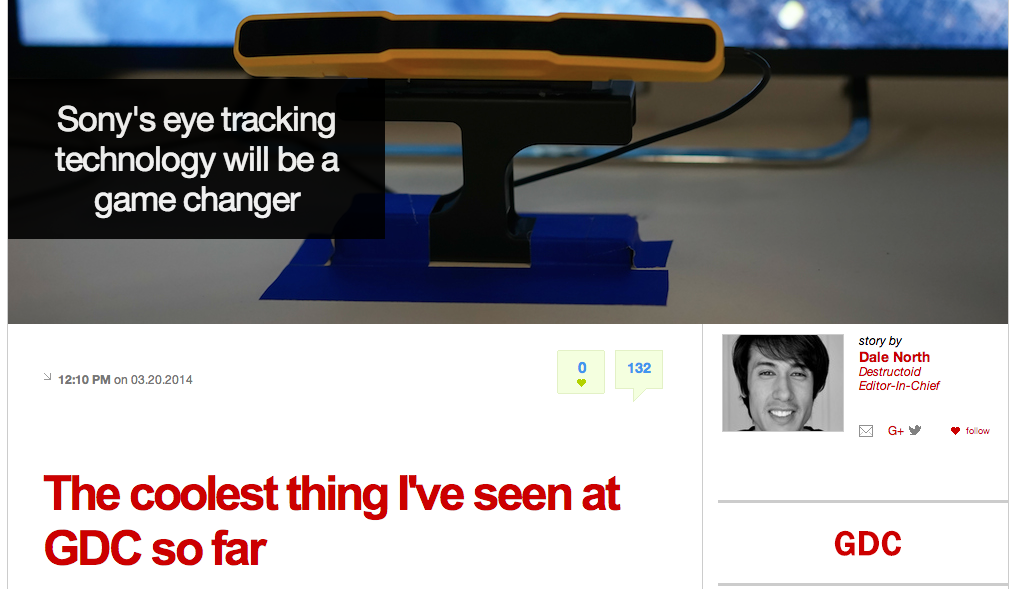 Sony's eye tracking
technology will be a
game changer
12:10 PM on 03.20.2014
0
132
story by
Dale North
Destructoid
Editor-In-Chief
G+
follow
The coolest thing I've seen at
GDC so far
GDC